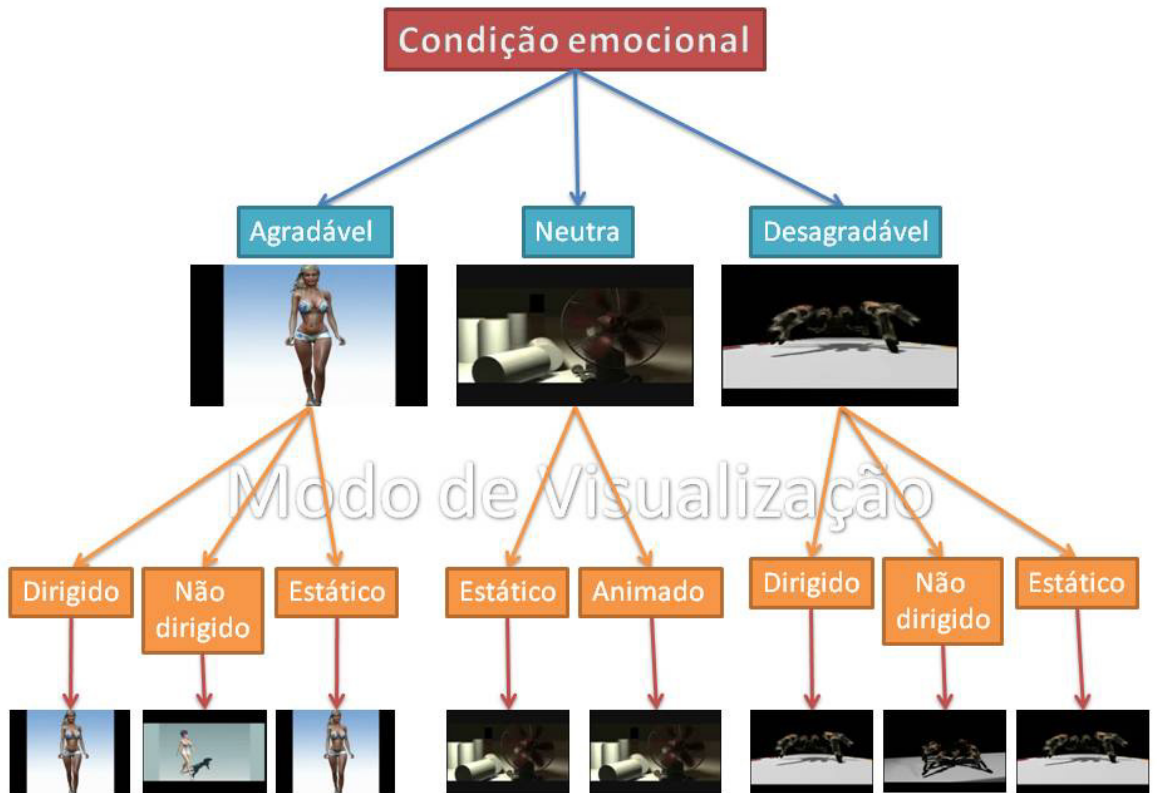 Condição emocional
Agradável
Neutra
Desagradável
Modo de Visualização
Dirigido
Não
dirigido
Estático
Estático
Animado
Dirigido
Não
dirigido
Estático